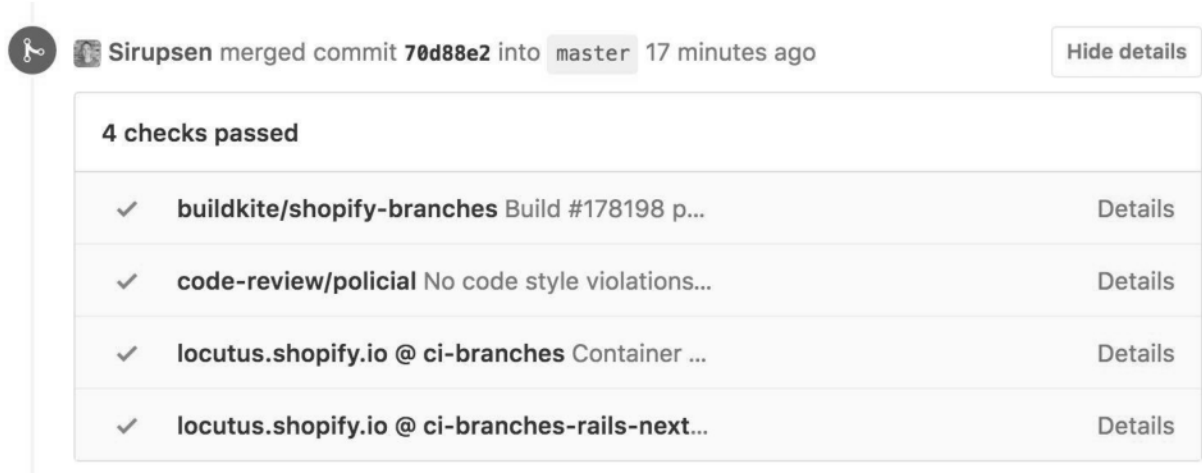 Sirupsen merged commit 70d88e2 into master 17 minutes ago Hide details
4 checks passed
buildkite/shopify-branches Build #178198 p... Details
code-review/policial No code style violations... Details
locutus.shopify.io @ ci-branches Container ... Details
locutus.shopify.io @ ci-branches-rails-next... Details